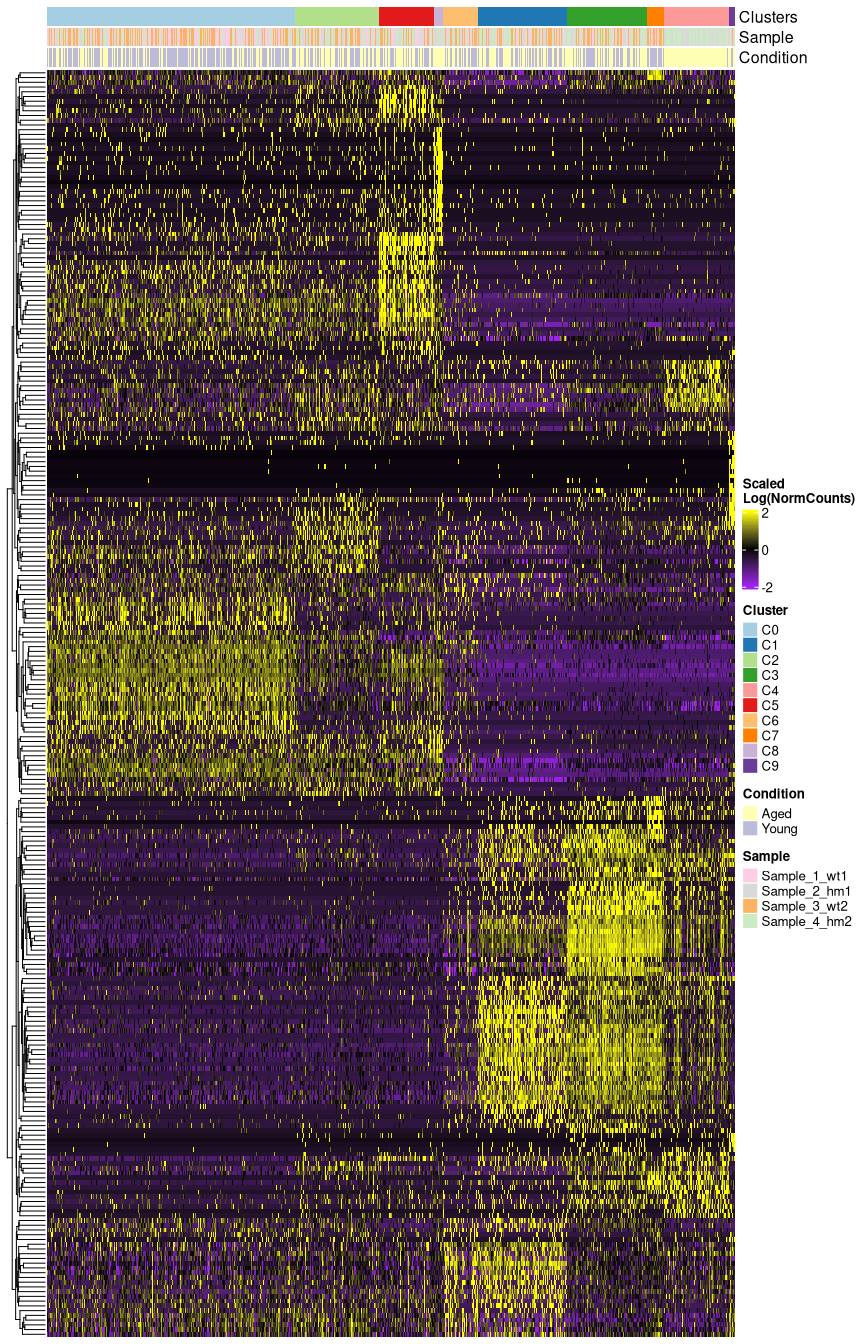 Clusters
Sample
Condition
Scaled
Log(NormCounts)
2
0
-2
Cluster
C0
C1
C2
C3
C4
C5
C6
C7
C8
C9
Condition
Aged
Young
Sample
Sample_1_wt1
Sample_2_hm1
Sample_3_wt2
Sample_4_hm2